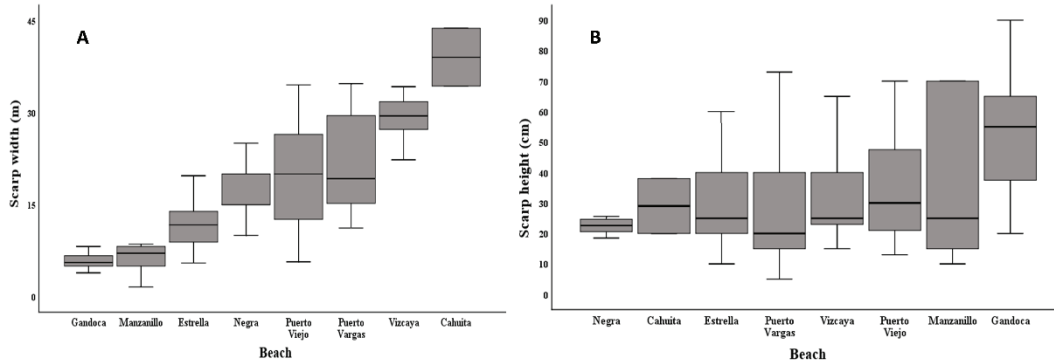 A
Scarp width (m)
45
30
15
0
Gandoca Manzanillo Estrella Negra Puerto Viejo Puerto Vargas Vizcaya Cahuita
Beach
B
Scarp height (cm)
90
80
70
60
50
40
30
20
10
0
Negra Cahuita Estrella Puerto Vargas Vizcaya Puerto Viejo Manzanillo Gandoca
Beach